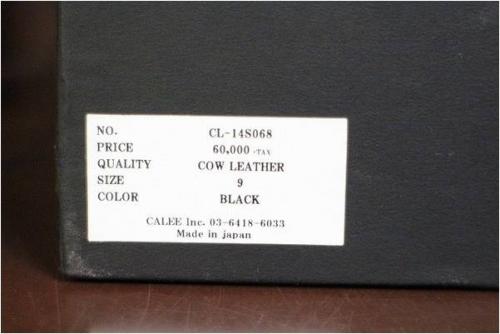 NO. CL-14S068
PRICE 60,000 +TAX
QUALITY COW LEATHER
SIZE 9
COLOR BLACK
CALEE Inc. 03-6418-6033
Made in japan